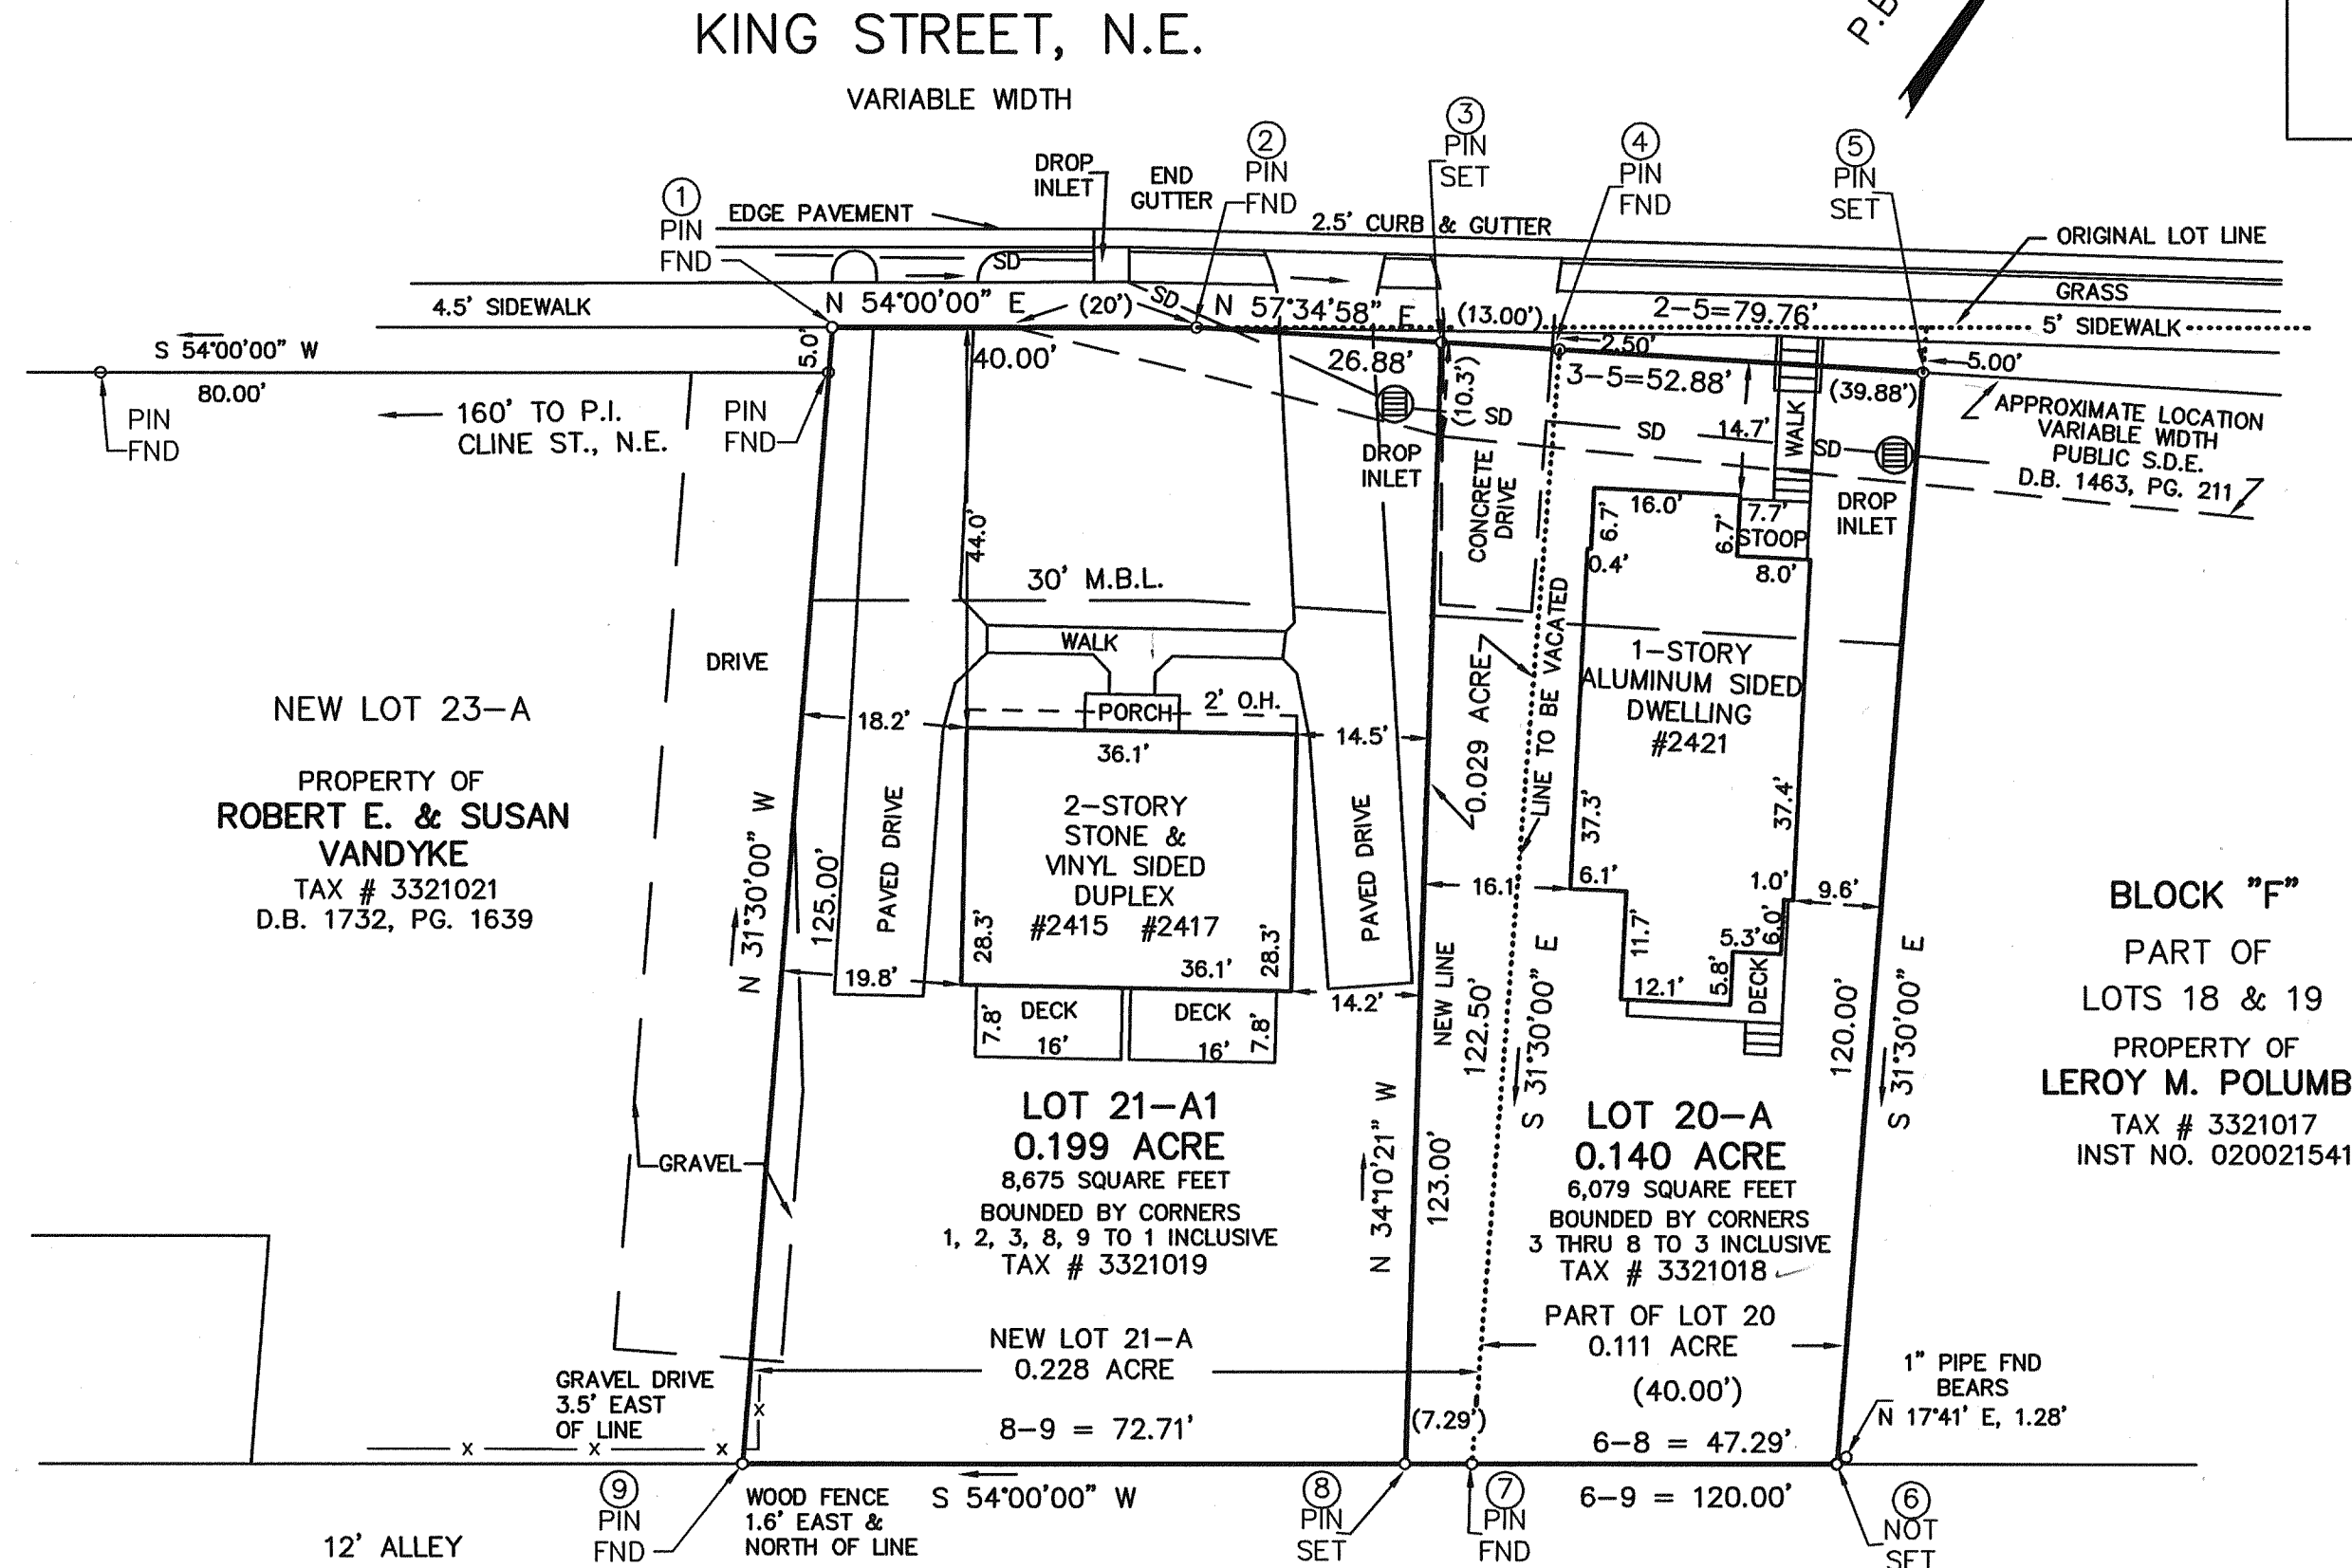 KING STREET, N.E.
VARIABLE WIDTH
P.B
1
PIN
FND
EDGE PAVEMENT
DROP
INLET
END
GUTTER
2
PIN
FND
3
PIN
SET
4
PIN
FND
5
PIN
SET
2.5' CURB & GUTTER
ORIGINAL LOT LINE
SD
GRASS
4.5' SIDEWALK
N 54°00'00" E
(20')
SD
N 57°34'58" E
(13.00')
2-5=79.76'
5' SIDEWALK
S 54°00'00" W
80.00'
5.0'
40.00'
26.88'
2.50'
3-5=52.88'
5.00'
(39.88')
PIN
FND
160' TO P.I.
CLINE ST., N.E.
PIN
FND
(10.3')
SD
SD
14.7'
WALK
SD
APPROXIMATE LOCATION
VARIABLE WIDTH
PUBLIC S.D.E.
D.B. 1463, PG. 211
DROP
INLET
CONCRETE
DRIVE
DROP
INLET
16.0'
6.7'
6.7'
7.7'
STOOP
0.4'
8.0'
44.0'
30' M.B.L.
WALK
DRIVE
PORCH
2' O.H.
18.2'
36.1'
14.5'
0.029 ACRE
LINE TO BE VACATED
1-STORY
ALUMINUM SIDED
DWELLING
#2421
NEW LOT 23-A
PROPERTY OF
ROBERT E. & SUSAN
VANDYKE
TAX # 3321021
D.B. 1732, PG. 1639
N 31°30'00" W
125.00'
PAVED DRIVE
2-STORY
STONE &
VINYL SIDED
DUPLEX
#2415 #2417
28.3'
36.1'
28.3'
PAVED DRIVE
16.1'
37.3'
37.4'
6.1'
1.0'
9.6'
11.7'
5.3'
6.0'
5.8'
12.1'
DECK
19.8'
14.2'
DECK
7.8'
16'
DECK
7.8'
16'
NEW LINE
122.50'
S 31°30'00" E
120.00'
S 31°30'00" E
BLOCK "F"
PART OF
LOTS 18 & 19
PROPERTY OF
LEROY M. POLUMB
TAX # 3321017
INST NO. 020021541
GRAVEL
LOT 21-A1
0.199 ACRE
8,675 SQUARE FEET
BOUNDED BY CORNERS
1, 2, 3, 8, 9 TO 1 INCLUSIVE
TAX # 3321019
N 34°10'21" W
123.00'
LOT 20-A
0.140 ACRE
6,079 SQUARE FEET
BOUNDED BY CORNERS
3 THRU 8 TO 3 INCLUSIVE
TAX # 3321018
NEW LOT 21-A
0.228 ACRE
PART OF LOT 20
0.111 ACRE
(40.00')
GRAVEL DRIVE
3.5' EAST
OF LINE
x
x x x
8-9 = 72.71'
(7.29')
6-8 = 47.29'
1" PIPE FND
BEARS
N 17°41' E, 1.28'
9
PIN
FND
WOOD FENCE
1.6' EAST &
NORTH OF LINE
S 54°00'00" W
8
PIN
SET
7
PIN
FND
6-9 = 120.00'
6
NOT
SET
12' ALLEY